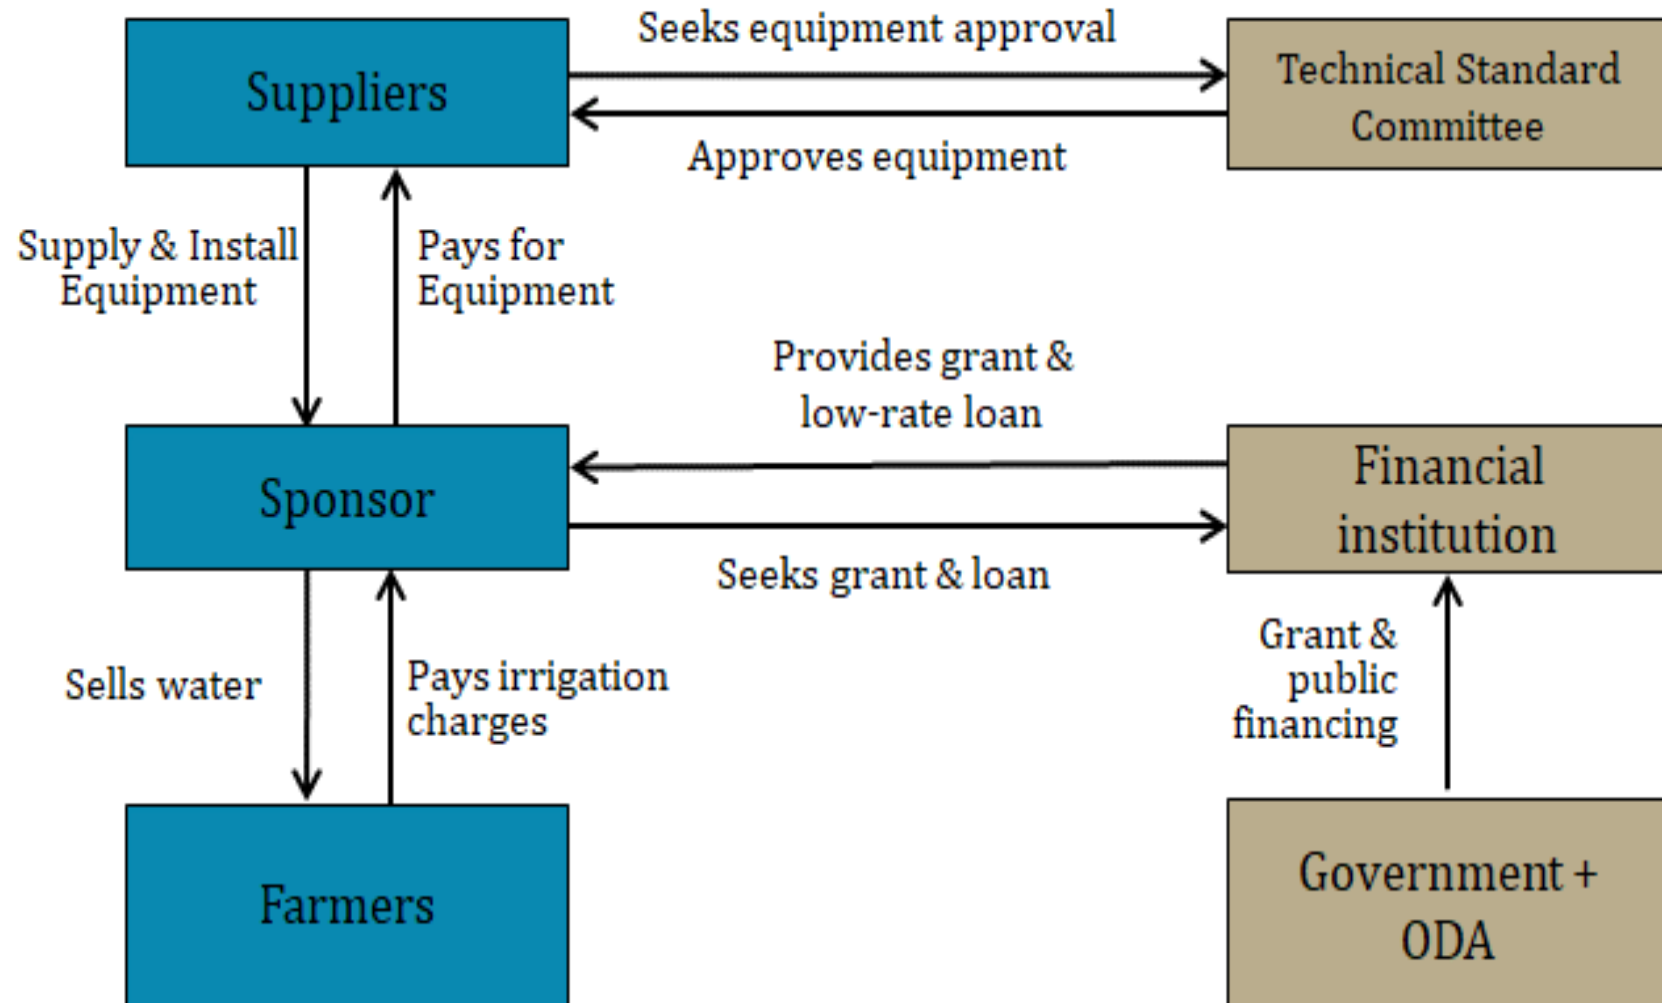 Seeks equipment approval
Suppliers
Technical Standard
Committee
Approves equipment
Supply & Install
Equipment
Pays for
Equipment
Provides grant &
low-rate loan
Sponsor
Financial
institution
Seeks grant & loan
Sells water
Pays irrigation
charges
Grant &
public
financing
Farmers
Government +
ODA